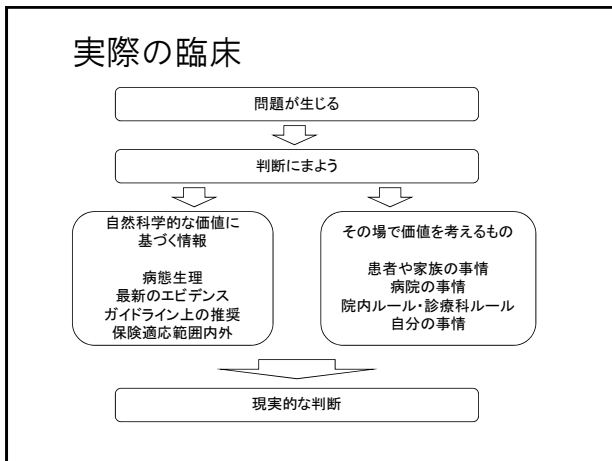 実際の臨床
問題が生じる
判断にまよう
自然科学的な価値に
基づく情報
病態生理
最新のエビデンス
ガイドライン上の推奨
保険適応範囲内外
その場で価値を考えるもの
患者や家族の事情
病院の事情
院内ルール・診療科ルール
自分の事情
現実的な判断